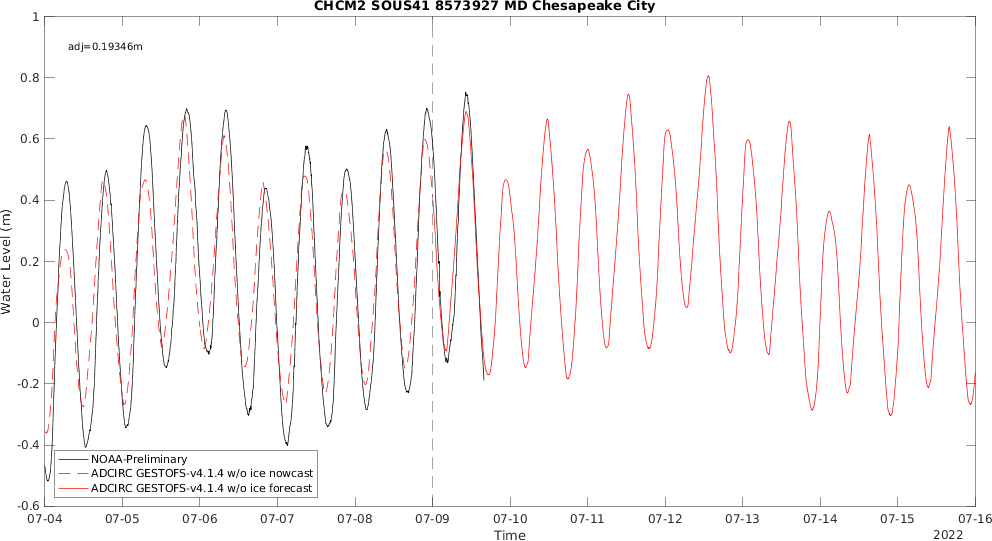 CHCM2 SOUS41 8573927 MD Chesapeake City
adj=0.19346m
1
0.8
0.6
0.4
0.2
0
-0.2
-0.4
-0.6
Water Level (m)
NOAA-Preliminary
ADCIRC GESTOFS-v4.1.4 w/o ice nowcast
ADCIRC GESTOFS-v4.1.4 w/o ice forecast
07-04 07-05 07-06 07-07 07-08 07-09 07-10 07-11 07-12 07-13 07-14 07-15 07-16
Time
2022